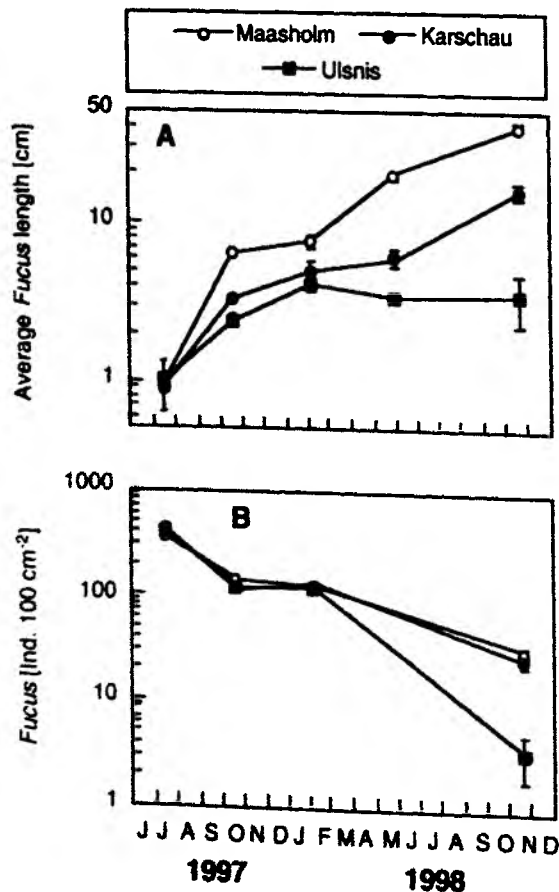 Maasholm Karschau
Ulsnis
50
A
10
1
Average Fucus length [cm]
1000
B
100
10
1
Fucus [Ind. 100 cm-2]
J J A S O N D J F M A M J J A S O N D
1997 1998